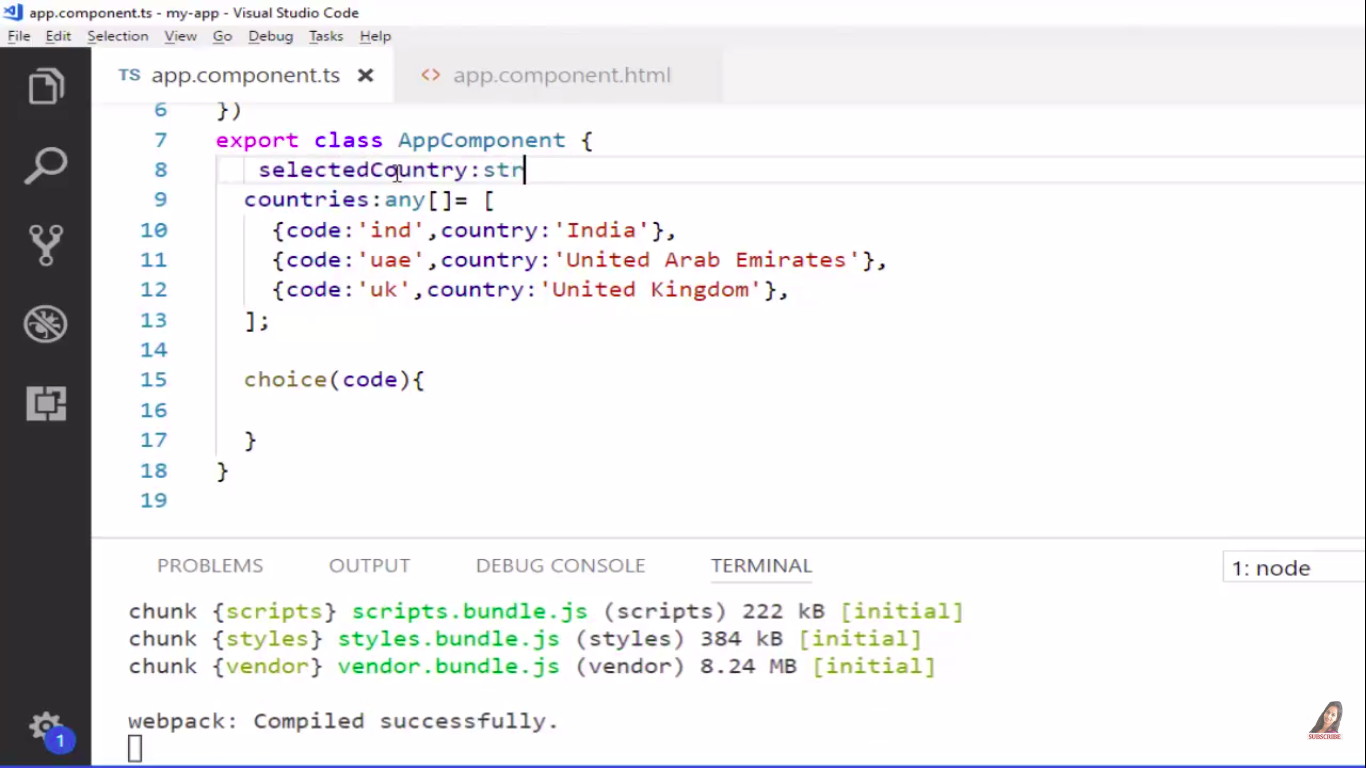 app.component.ts - my-app - Visual Studio Code
File Edit Selection View Go Debug Tasks Help
TS app.component.ts × <> app.component.html
6 })
7 export class AppComponent {
8 selectedCountry:str
9 countries:any[]= [
10 {code:'ind',country:'India'},
11 {code:'uae',country:'United Arab Emirates'},
12 {code:'uk',country:'United Kingdom'},
13 ];
14
15 choice(code){
16
17 }
18 }
19
PROBLEMS OUTPUT DEBUG CONSOLE TERMINAL 1: node
chunk {scripts} scripts.bundle.js (scripts) 222 kB [initial]
chunk {styles} styles.bundle.js (styles) 384 kB [initial]
chunk {vendor} vendor.bundle.js (vendor) 8.24 MB [initial]
webpack: Compiled successfully.
1
SUBSCRIBE